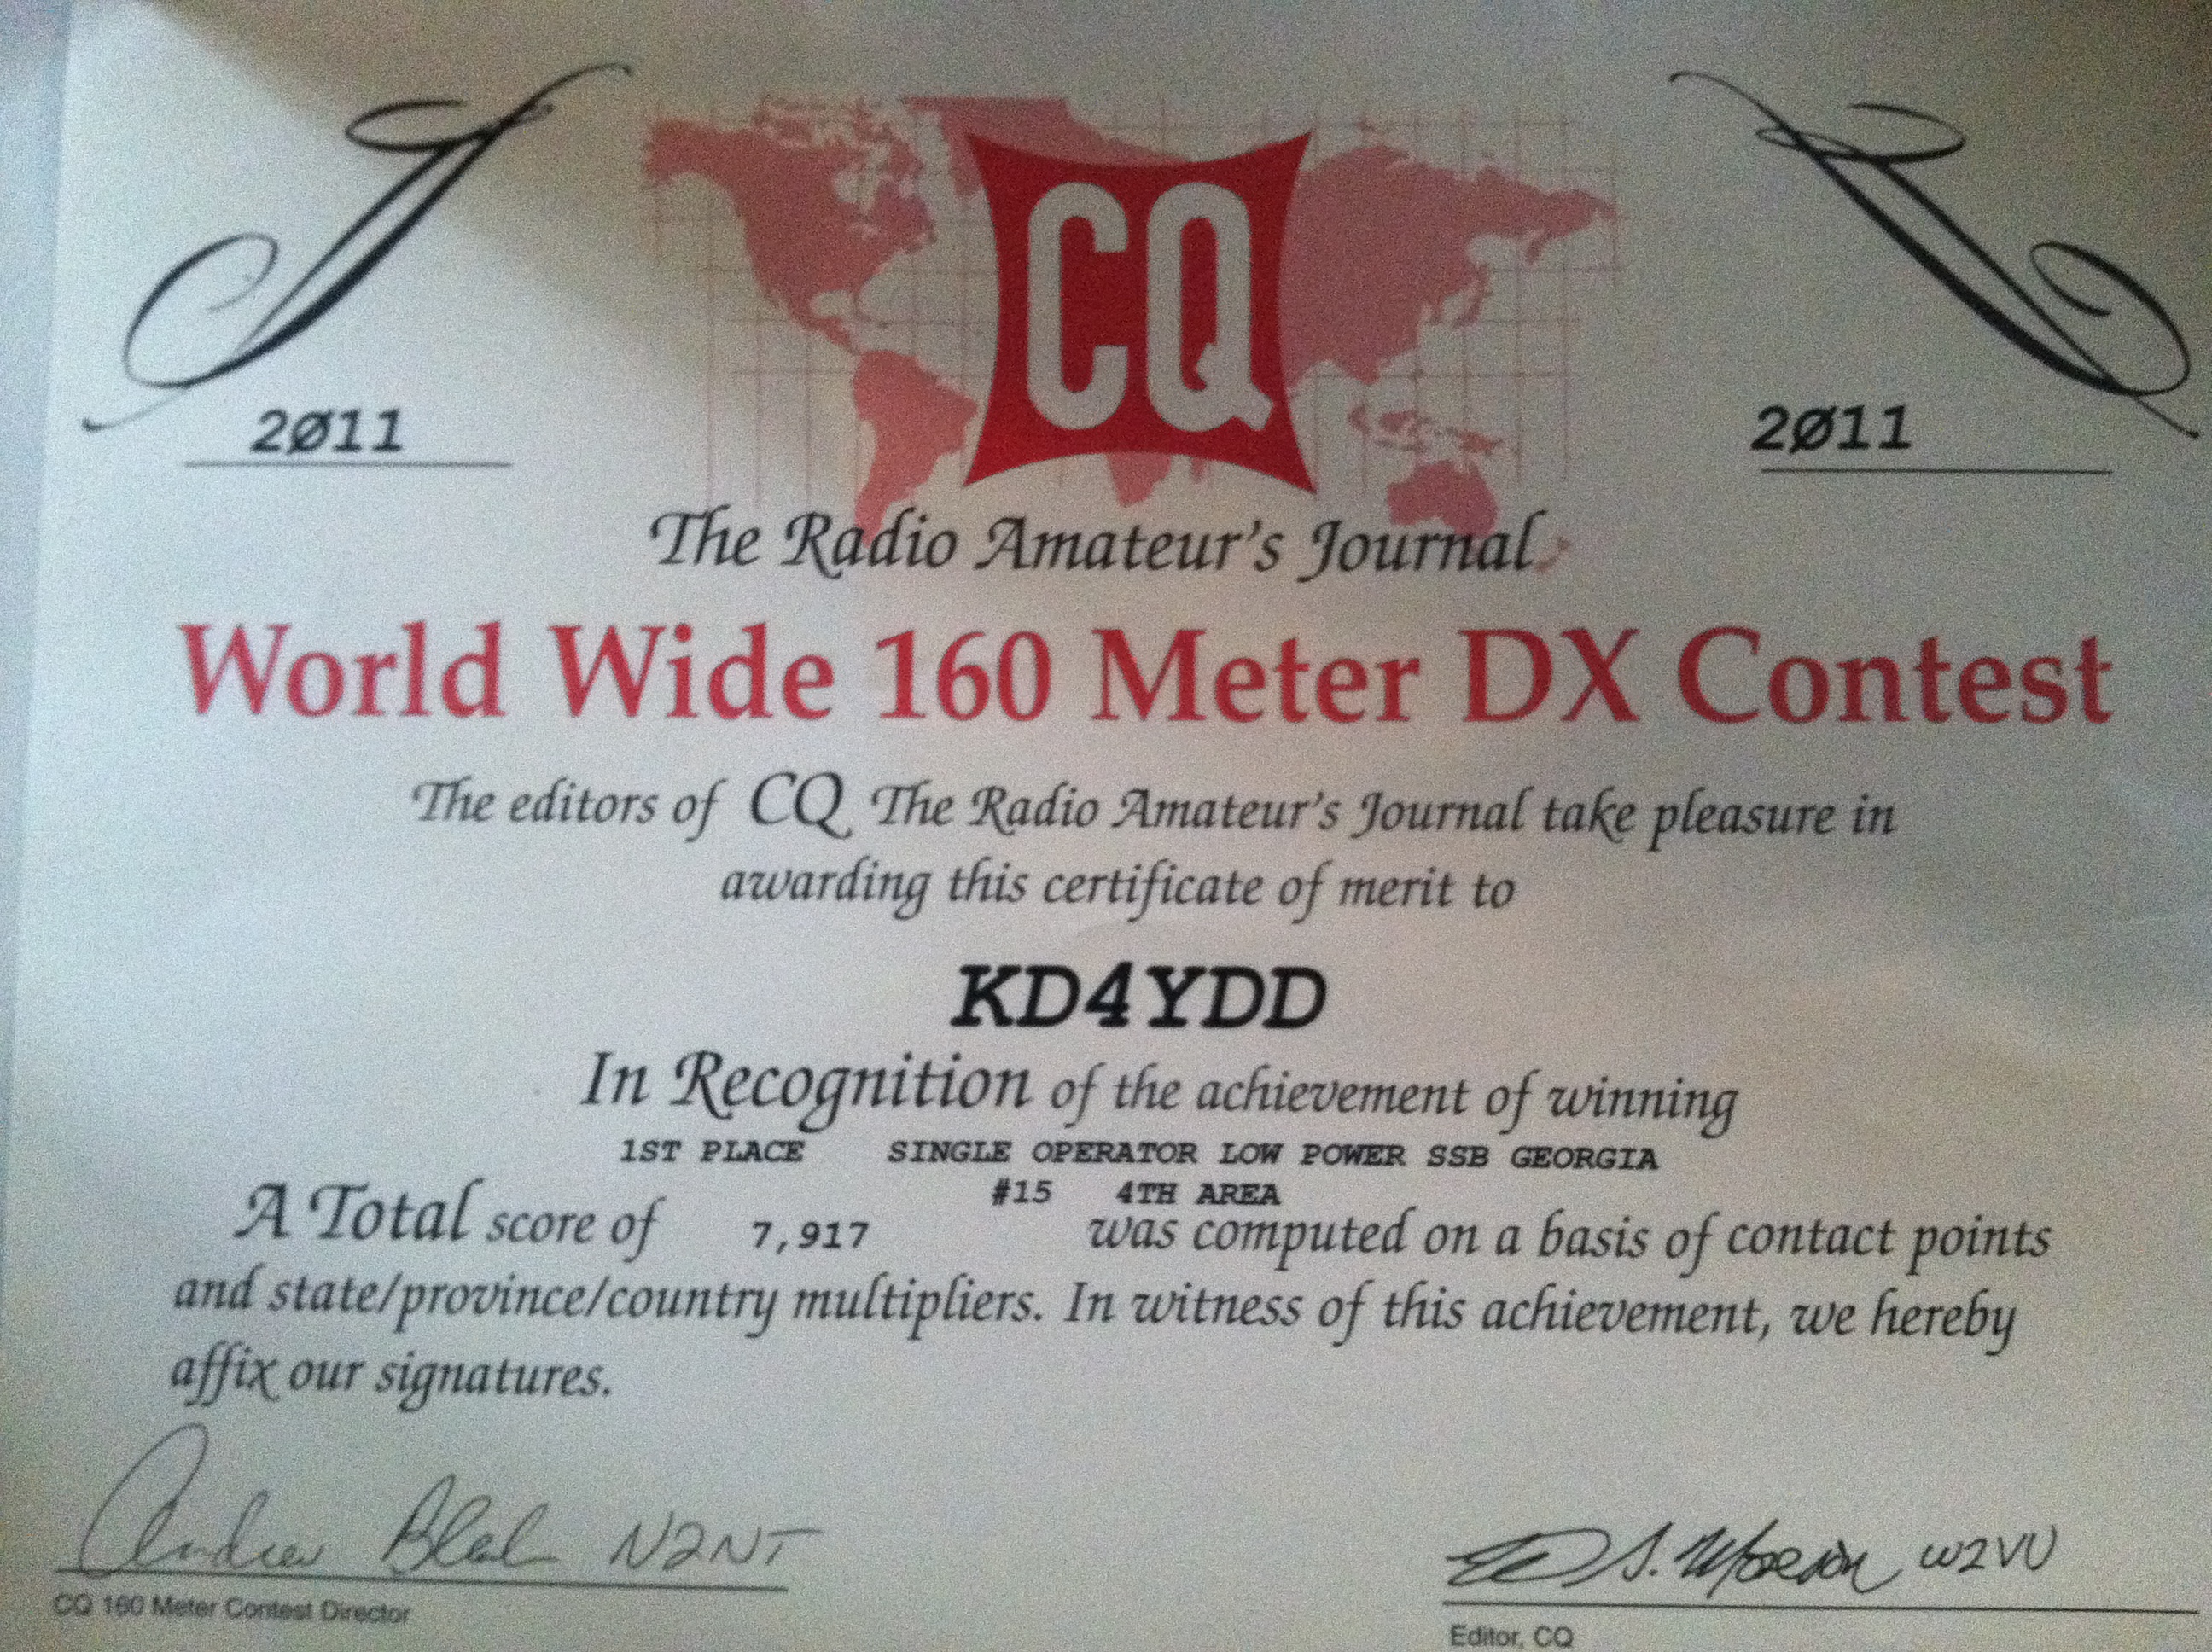 CQ
2Ø11
2Ø11
The Radio Amateur's Journal
World Wide 160 Meter DX Contest
The editors of CQ The Radio Amateur's Journal take pleasure in
awarding this certificate of merit to
KD4YDD
In Recognition of the achievement of winning
1ST PLACE SINGLE OPERATOR LOW POWER SSB GEORGIA
#15 4TH AREA
A Total score of 7,917 was computed on a basis of contact points
and state/province/country multipliers. In witness of this achievement, we hereby
affix our signatures.
Andrew N2NT
S. W2VU
CQ 160 Meter Contest Director
Editor, CQ